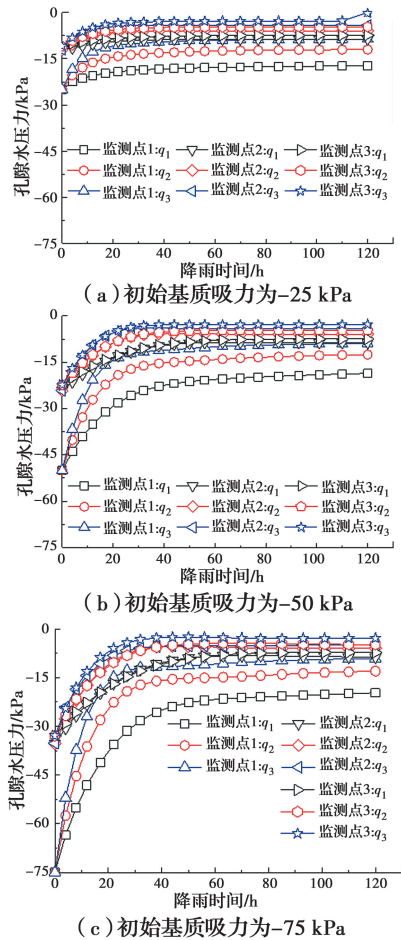 0
-15
-30
-45
-60
-75
孔隙水压力/kPa
监测点1:q₁ 监测点2:q₁ 监测点3:q₁
监测点1:q₂ 监测点2:q₂ 监测点3:q₂
监测点1:q₃ 监测点2:q₃ 监测点3:q₃
0 20 40 60 80 100 120
降雨时间/h
(a)初始基质吸力为-25 kPa
0
-15
-30
-45
-60
-75
孔隙水压力/kPa
监测点1:q₁ 监测点2:q₁ 监测点3:q₁
监测点1:q₂ 监测点2:q₂ 监测点3:q₂
监测点1:q₃ 监测点2:q₃ 监测点3:q₃
0 20 40 60 80 100 120
降雨时间/h
(b)初始基质吸力为-50 kPa
0
-15
-30
-45
-60
-75
孔隙水压力/kPa
监测点1:q₁ 监测点2:q₁
监测点1:q₂ 监测点2:q₂
监测点1:q₃ 监测点2:q₃
监测点3:q₁
监测点3:q₂
监测点3:q₃
0 20 40 60 80 100 120
降雨时间/h
(c)初始基质吸力为-75 kPa